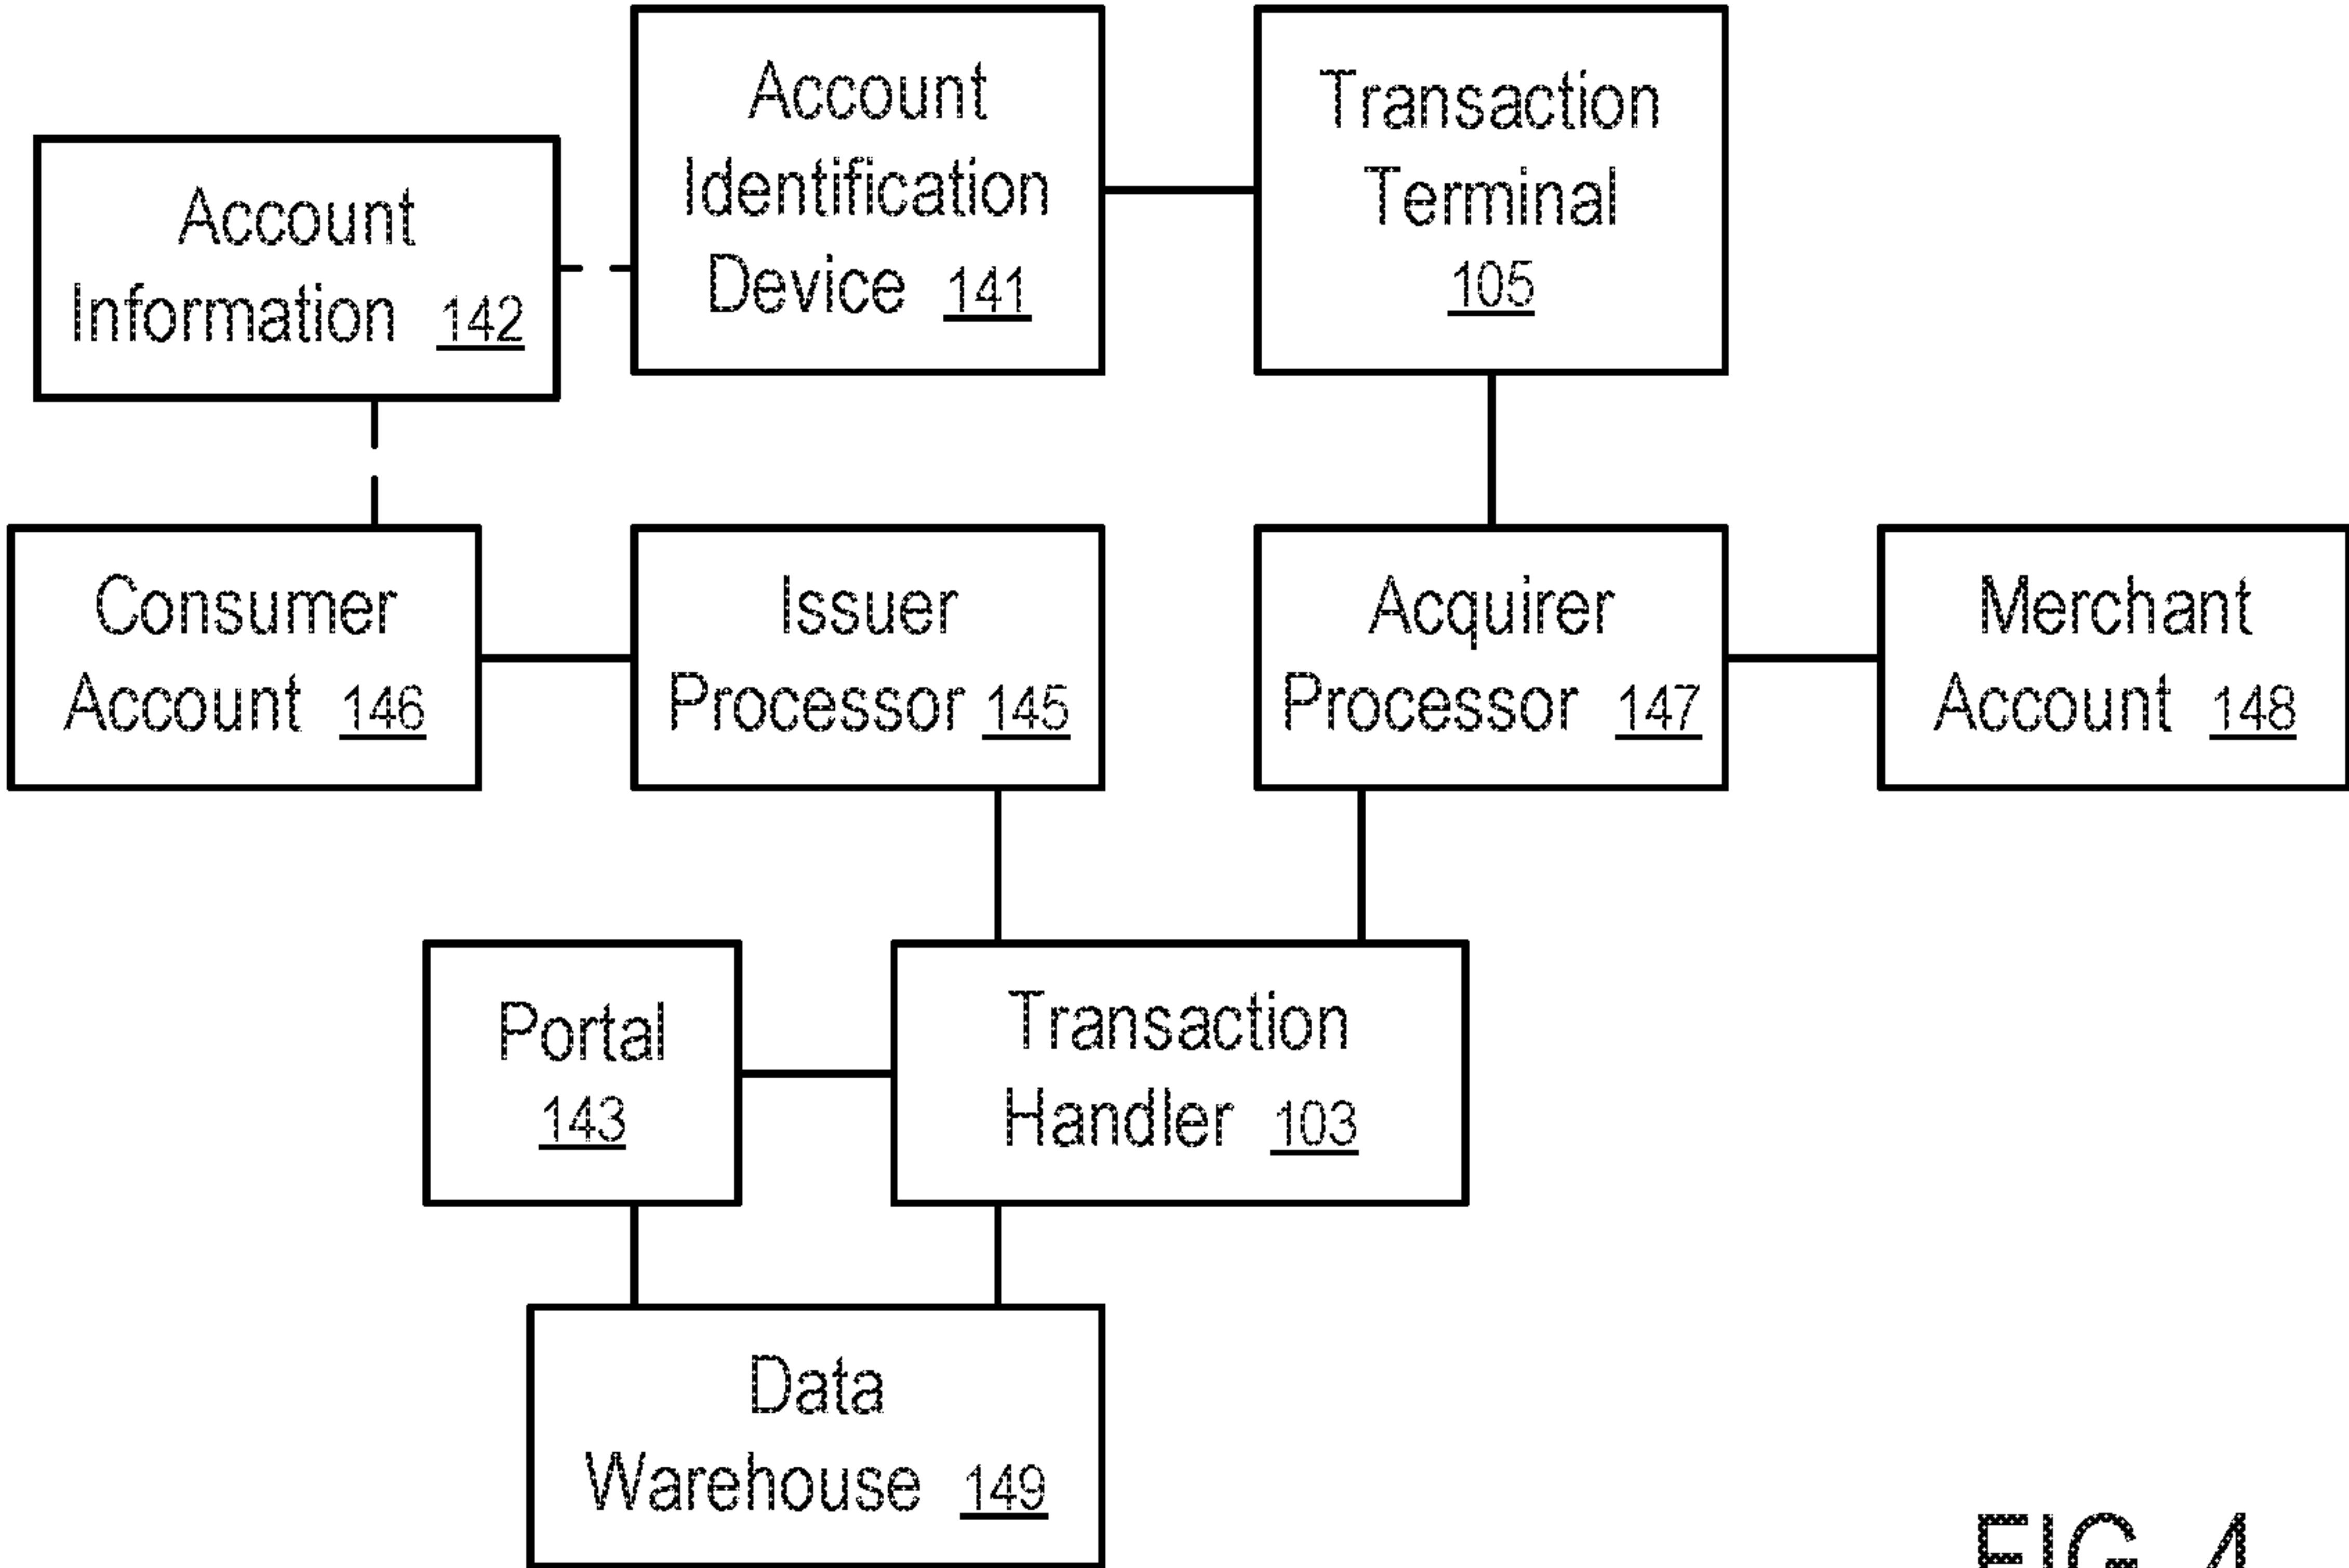 Account
Information 142
Account
Identification
Device 141
Transaction
Terminal
105
Consumer
Account 146
Issuer
Processor 145
Acquirer
Processor 147
Merchant
Account 148
Portal
143
Transaction
Handler 103
Data
Warehouse 149
FIG. 4